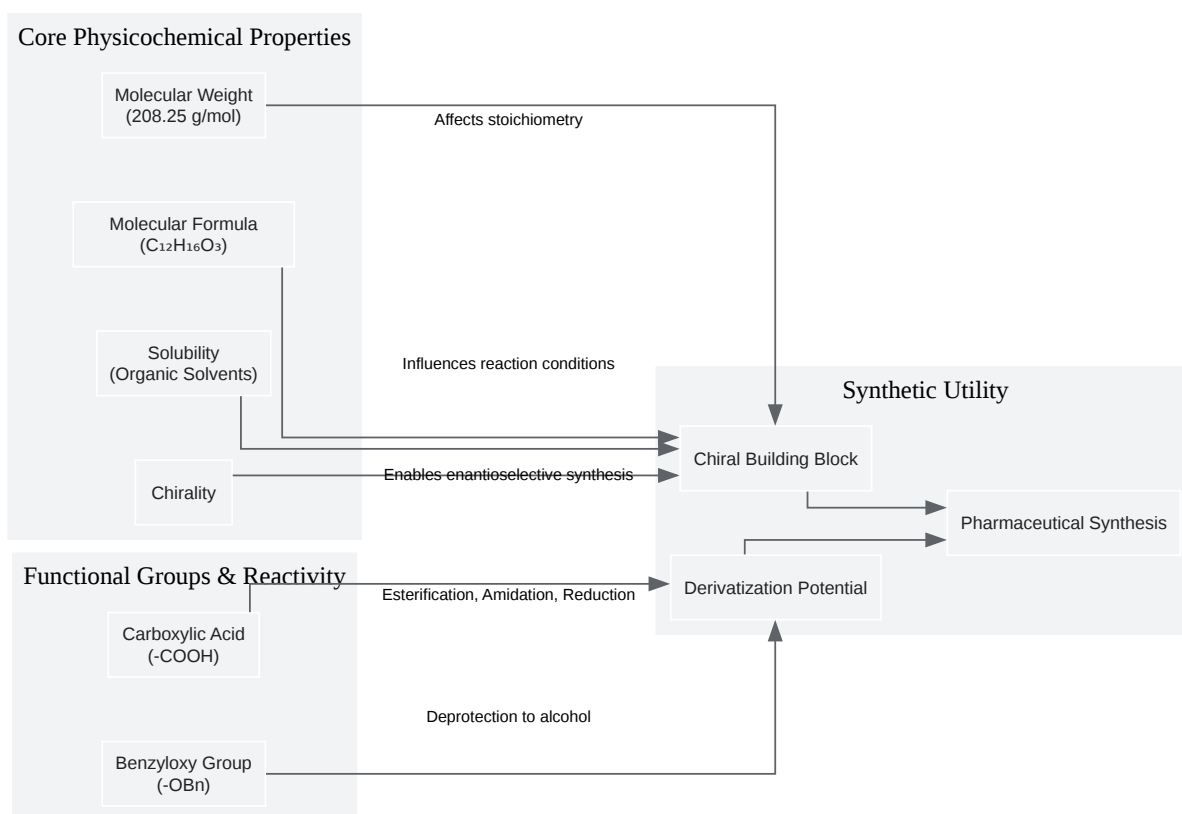 Core Physicochemical Properties
Molecular Weight
(208.25 g/mol)
Affects stoichiometry
Molecular Formula
(C₁₂H₁₆O₃)
Solubility
(Organic Solvents)
Influences reaction conditions
Chirality
Enables enantioselective synthesis
Synthetic Utility
Chiral Building Block
Pharmaceutical Synthesis
Derivatization Potential
Functional Groups & Reactivity
Esterification, Amidation, Reduction
Carboxylic Acid
(-COOH)
Deprotection to alcohol
Benzyloxy Group
(-OBn)